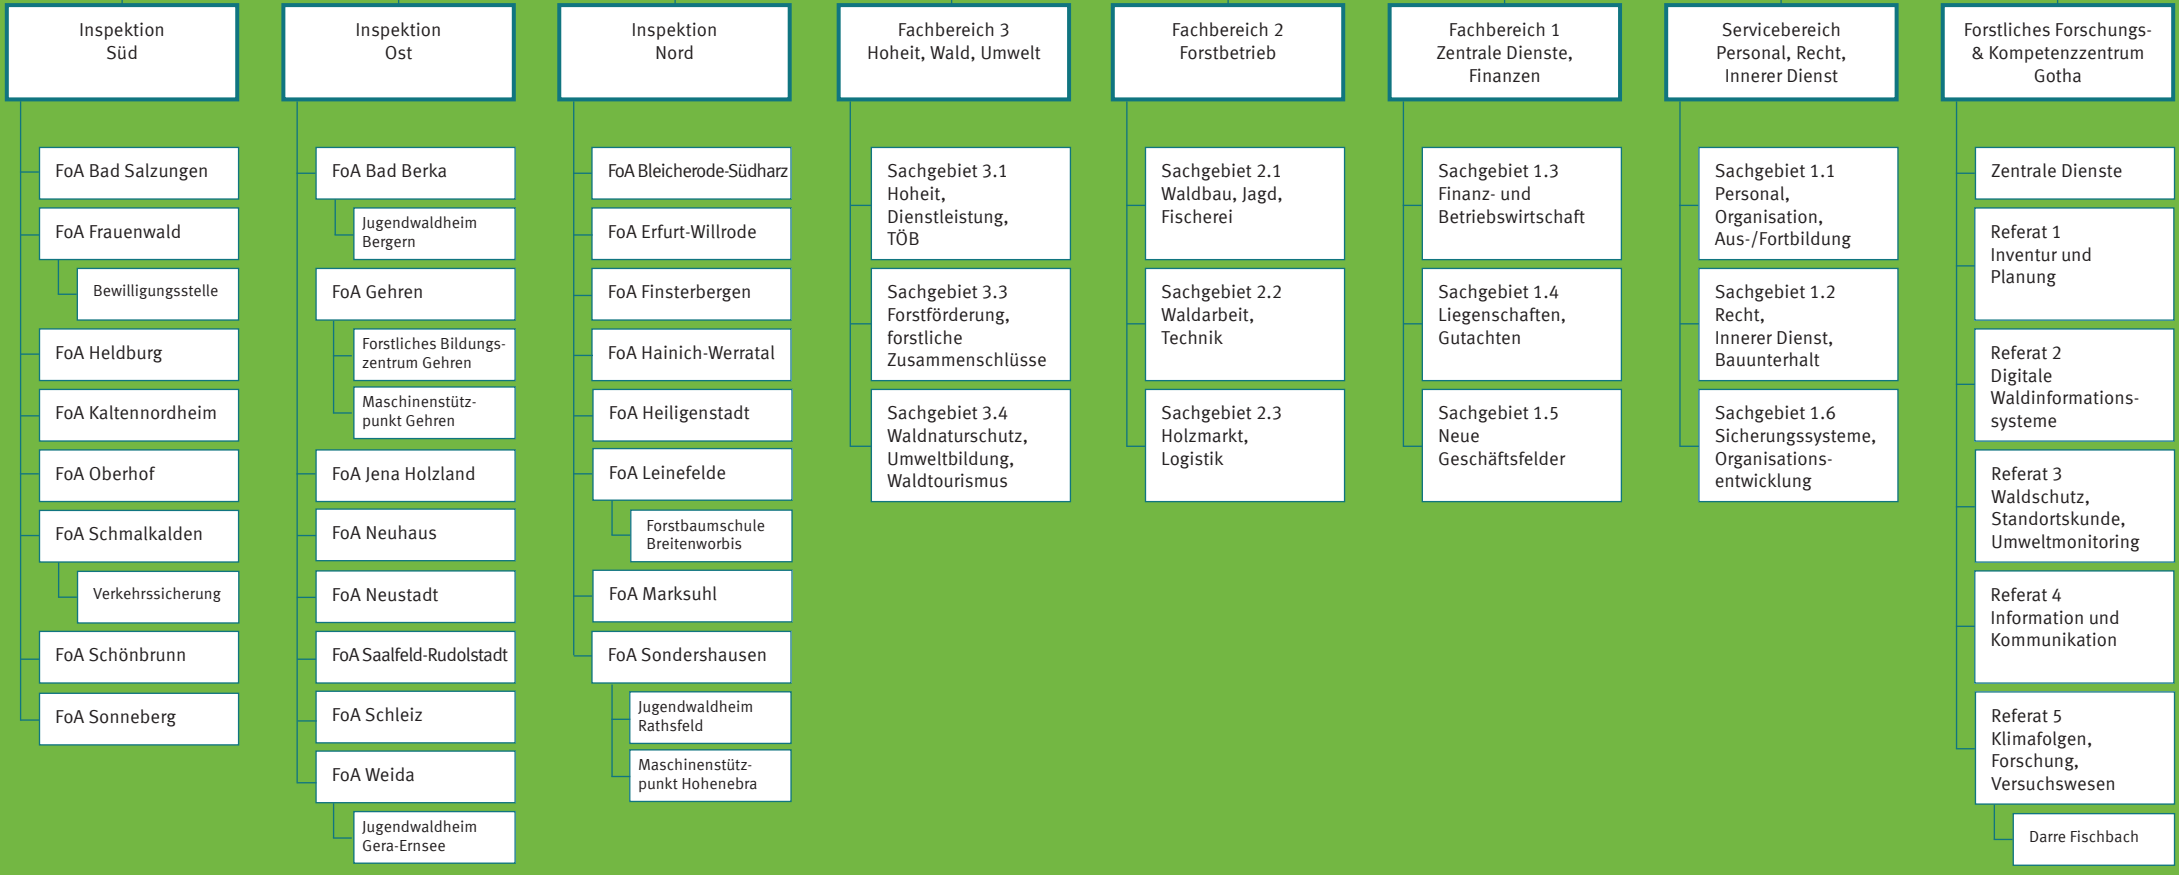 Inspektion
Süd
FoA Bad Salzungen
FoA Frauenwald
Bewilligungsstelle
FoA Heldburg
FoA Kaltennordheim
FoA Oberhof
FoA Schmalkalden
Verkehrssicherung
FoA Schönbrunn
FoA Sonneberg
Inspektion
Ost
FoA Bad Berka
Jugendwaldheim
Bergern
FoA Gehren
Forstliches Bildungs-
zentrum Gehren
Maschinenstütz-
punkt Gehren
FoA Jena Holzland
FoA Neuhaus
FoA Neustadt
FoA Saalfeld-Rudolstadt
FoA Schleiz
FoA Weida
Jugendwaldheim
Gera-Ernsee
Inspektion
Nord
FoA Bleicherode-Südharz
FoA Erfurt-Willrode
FoA Finsterbergen
FoA Hainich-Werratal
FoA Heiligenstadt
FoA Leinefelde
Forstbaumschule
Breitenworbis
FoA Marksuhl
FoA Sondershausen
Jugendwaldheim
Rathsfeld
Maschinenstütz-
punkt Hohenebra
Fachbereich 3
Hoheit, Wald, Umwelt
Sachgebiet 3.1
Hoheit,
Dienstleistung,
TÖB
Sachgebiet 3.3
Forstförderung,
forstliche
Zusammenschlüsse
Sachgebiet 3.4
Waldnaturschutz,
Umweltbildung,
Waldtourismus
Fachbereich 2
Forstbetrieb
Sachgebiet 2.1
Waldbau, Jagd,
Fischerei
Sachgebiet 2.2
Waldarbeit,
Technik
Sachgebiet 2.3
Holzmarkt,
Logistik
Fachbereich 1
Zentrale Dienste,
Finanzen
Sachgebiet 1.3
Finanz- und
Betriebswirtschaft
Sachgebiet 1.4
Liegenschaften,
Gutachten
Sachgebiet 1.5
Neue
Geschäftsfelder
Servicebereich
Personal, Recht,
Innerer Dienst
Sachgebiet 1.1
Personal,
Organisation,
Aus-/Fortbildung
Sachgebiet 1.2
Recht,
Innerer Dienst,
Bauunterhalt
Sachgebiet 1.6
Sicherungssysteme,
Organisations-
entwicklung
Forstliches Forschungs-
& Kompetenzzentrum
Gotha
Zentrale Dienste
Referat 1
Inventur und
Planung
Referat 2
Digitale
Waldinformations-
systeme
Referat 3
Waldschutz,
Standortskunde,
Umweltmonitoring
Referat 4
Information und
Kommunikation
Referat 5
Klimafolgen,
Forschung,
Versuchswesen
Darre Fischbach